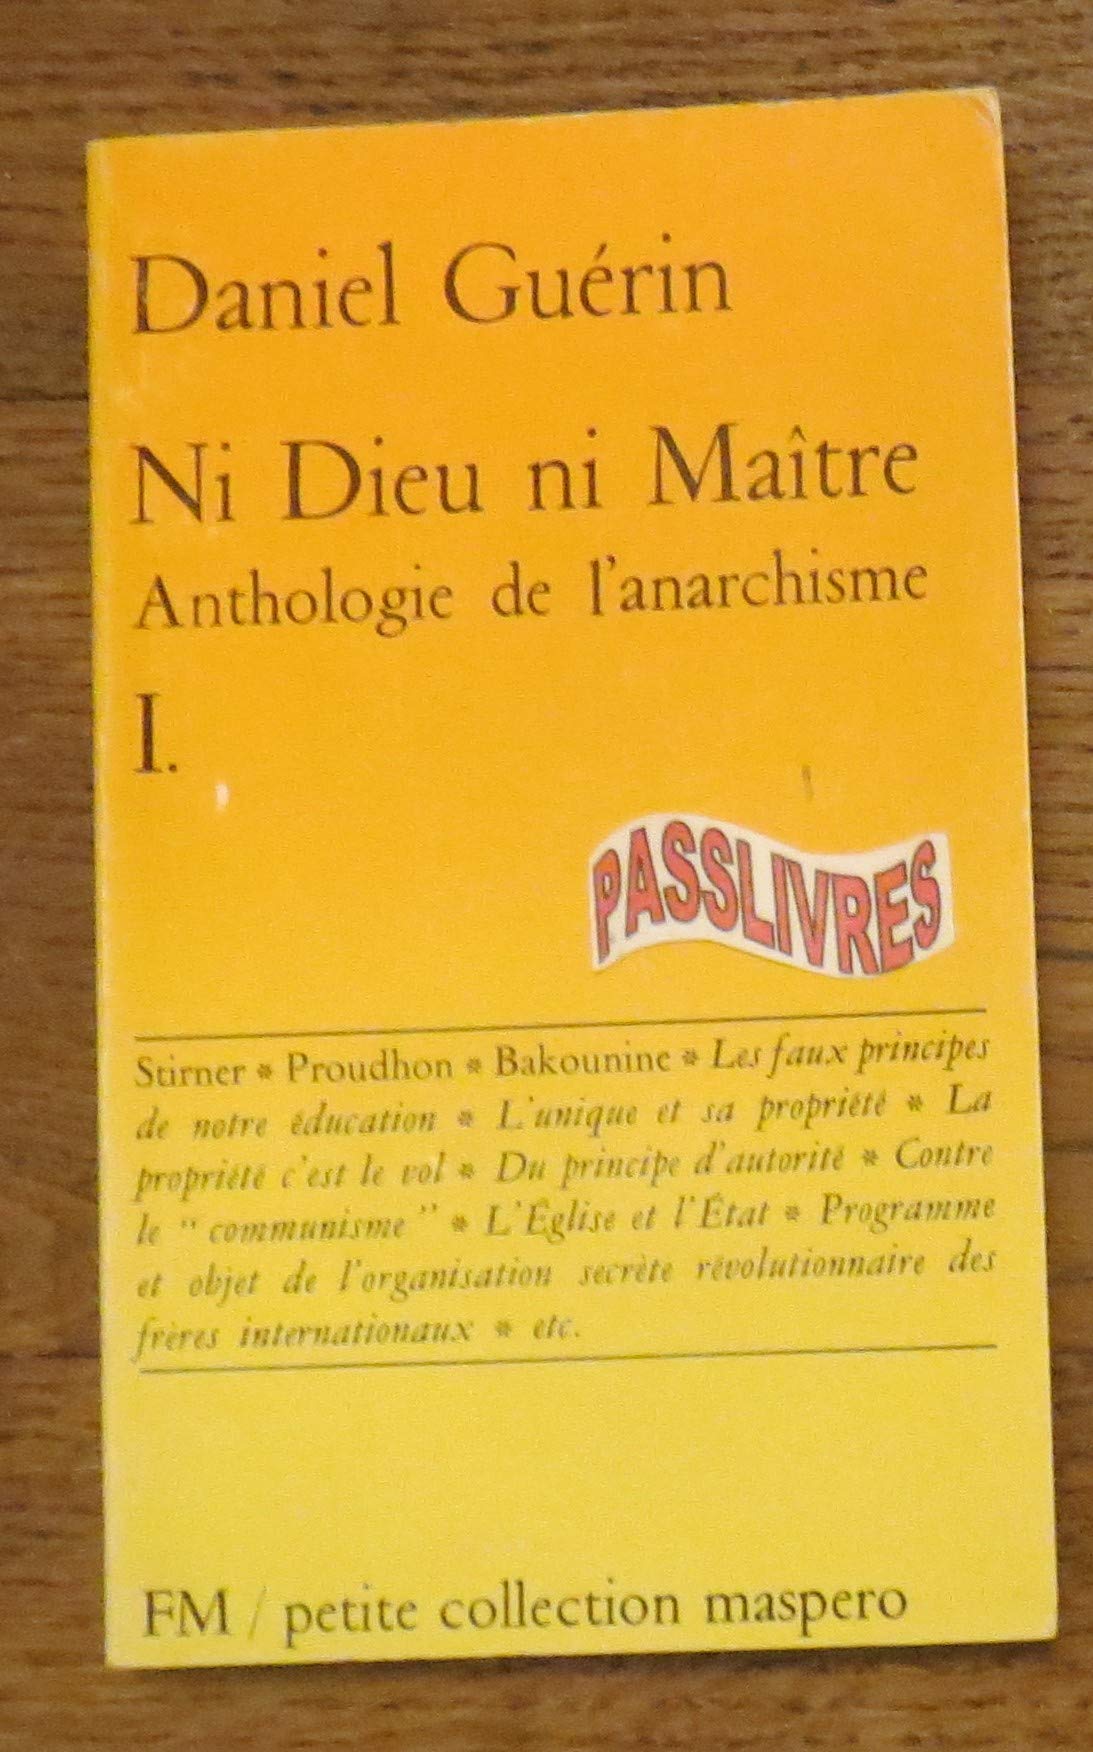 Daniel Guérin
Ni Dieu ni Maître
Anthologie de l'anarchisme
I.
PASSLIVRES
Stirner * Proudhon * Bakounine * Les faux principes
de notre éducation * L'unique et sa propriété * La
propriété c'est le vol * Du principe d'autorité * Contre
le " communisme " * L'Église et l'État * Programme
et objet de l'organisation secrète révolutionnaire des
frères internationaux * etc.
FM / petite collection maspero